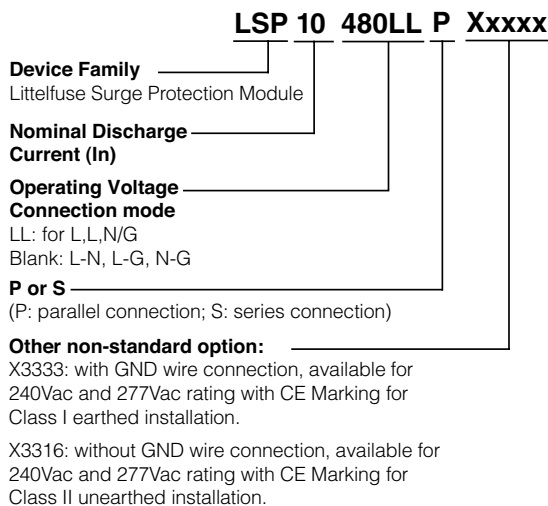 LSP 10 480LL P Xxxxx
Device Family
Littelfuse Surge Protection Module
Nominal Discharge
Current (In)
Operating Voltage
Connection mode
LL: for L,L,N/G
Blank: L-N, L-G, N-G
P or S
(P: parallel connection; S: series connection)
Other non-standard option:
X3333: with GND wire connection, available for
240Vac and 277Vac rating with CE Marking for
Class I earthed installation.
X3316: without GND wire connection, available for
240Vac and 277Vac rating with CE Marking for
Class II unearthed installation.